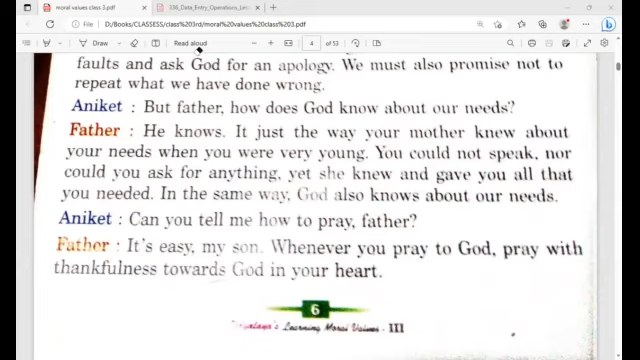 moral values class 3.pdf
338_Data_Entry_Operations_Les
D:/Books/CLASSESS/class%203rd/moral%20values%20class%203.pdf
Draw
Read aloud
4 of 53
faults and ask God for an apology. We must also promise not to
repeat what we have done wrong.
Aniket : But father, how does God know about our needs?
Father : He knows. It just the way your mother knew about
your needs when you were very young. You could not speak, nor
could you ask for anything, yet she knew and gave you all that
you needed. In the same way, God also knows about our needs.
Aniket : Can you tell me how to pray, father?
Father : It's easy, my son. Whenever you pray to God, pray with
thankfulness towards God in your heart.
6
Learning Moral Values - III